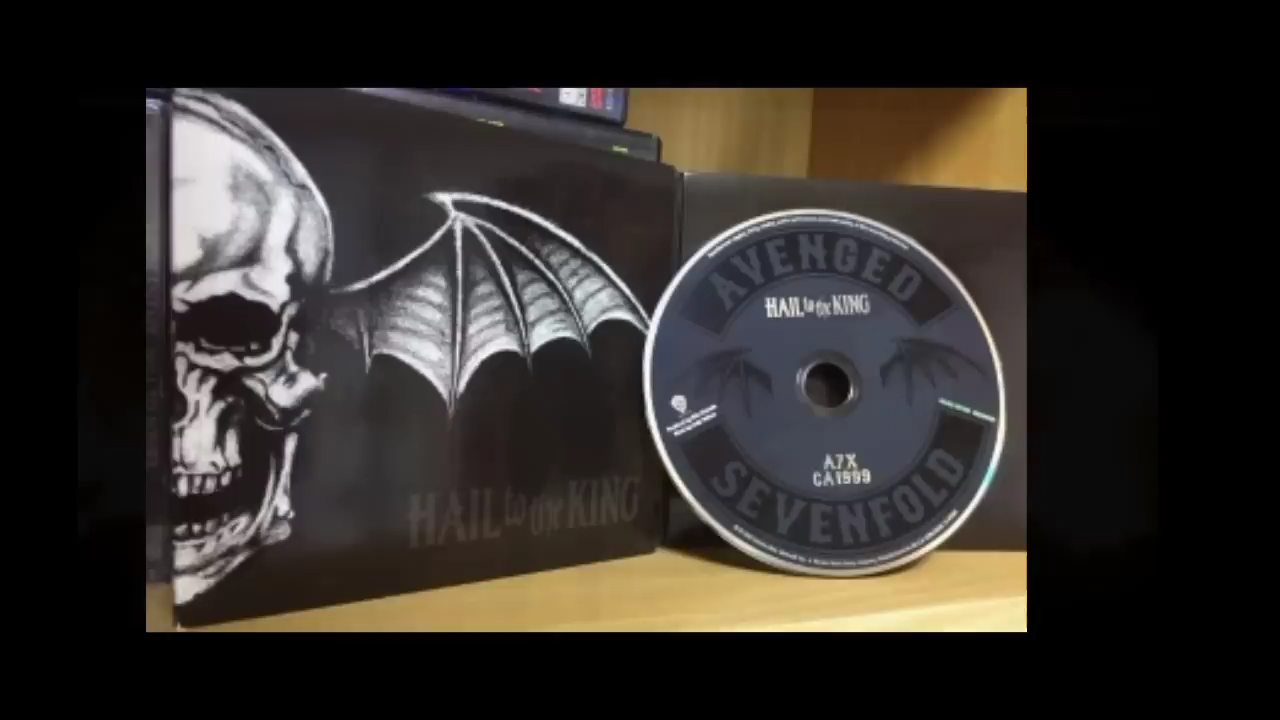 HAIL to the KING
AVENGED
HAIL to the KING
A7X
CA1999
SEVENFOLD